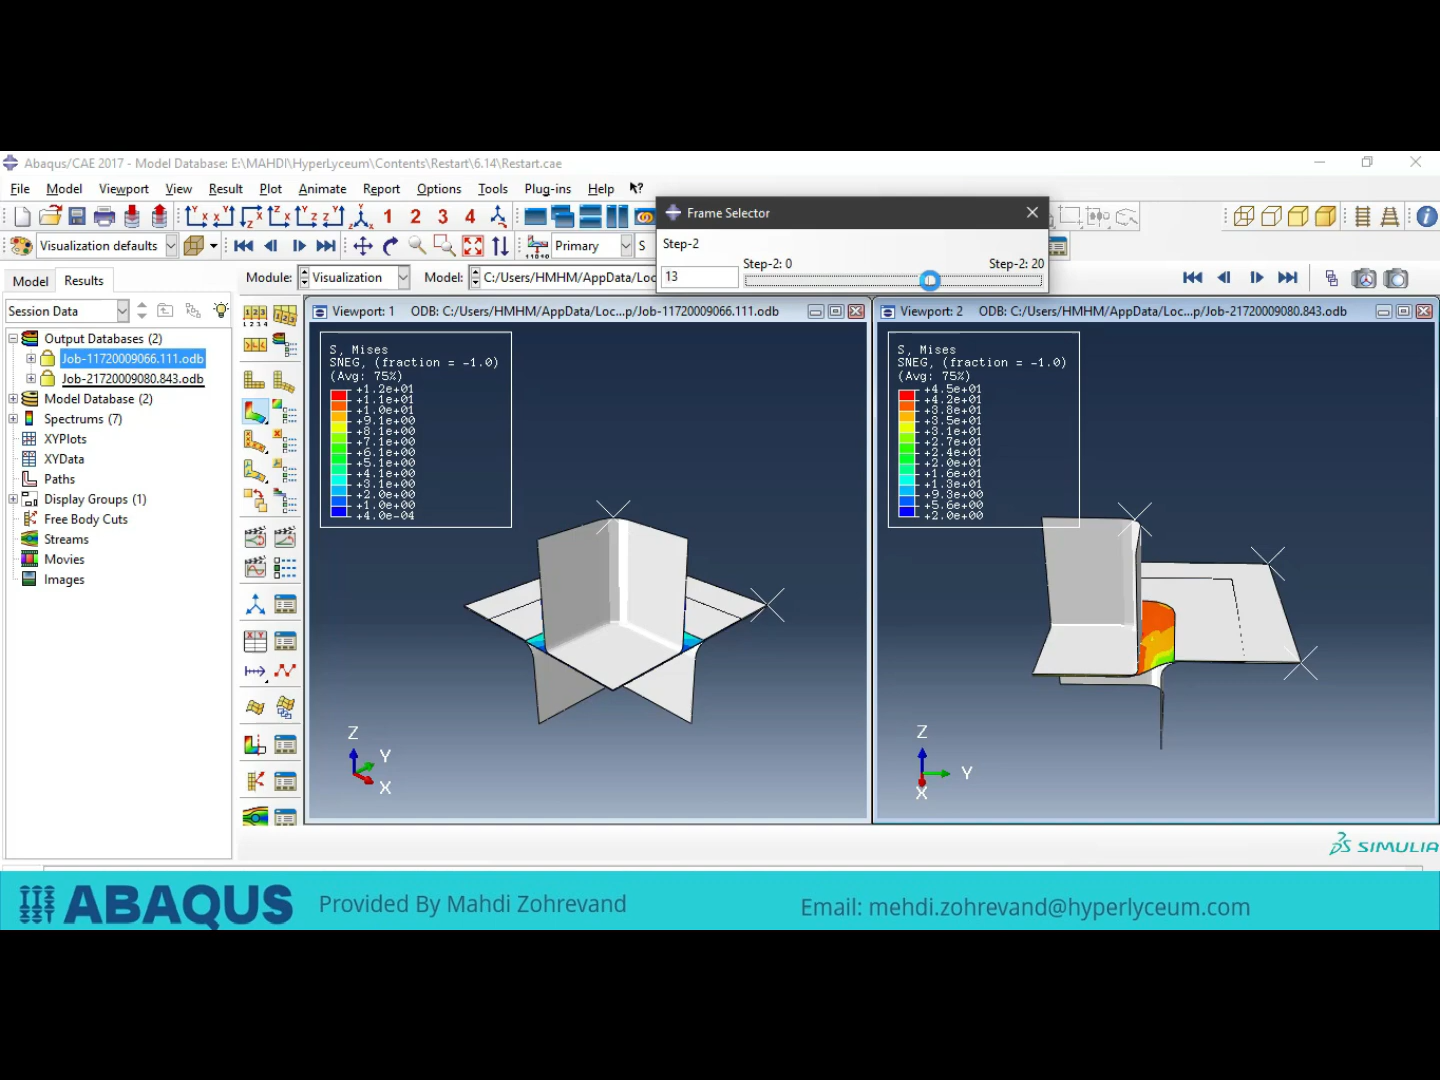 Abaqus/CAE 2017 - Model Database: E:\MAHDI\HyperLyceum\Contents\Restart\6.14\Restart.cae
File Model Viewport View Result Plot Animate Report Options Tools Plug-ins Help
1 2 3 4
Frame Selector
Visualization defaults
Primary
S
Step-2
Step-2: 0
Step-2: 20
13
Model Results
Module: Visualization Model: C:/Users/HMHM/AppData/Loc
Session Data
Output Databases (2)
Job-11720009066.111.odb
Job-21720009080.843.odb
Model Database (2)
Spectrums (7)
XYPlots
XYData
Paths
Display Groups (1)
Free Body Cuts
Streams
Movies
Images
Viewport: 1 ODB: C:/Users/HMHM/AppData/Loc...p/Job-11720009066.111.odb
S, Mises
SNEG, (fraction = -1.0)
(Avg: 75%)
+1.2e+01
+1.1e+01
+1.0e+01
+9.1e+00
+8.1e+00
+7.1e+00
+6.1e+00
+5.1e+00
+4.1e+00
+3.1e+00
+2.0e+00
+1.0e+00
+4.0e-04
Z
Y
X
Viewport: 2 ODB: C:/Users/HMHM/AppData/Loc...p/Job-21720009080.843.odb
S, Mises
SNEG, (fraction = -1.0)
(Avg: 75%)
+4.5e+01
+4.2e+01
+3.8e+01
+3.5e+01
+3.1e+01
+2.7e+01
+2.4e+01
+2.0e+01
+1.6e+01
+1.3e+01
+9.3e+00
+5.6e+00
+2.0e+00
Z
Y
X
SIMULIA
ABAQUS Provided By Mahdi Zohrevand Email: mehdi.zohrevand@hyperlyceum.com